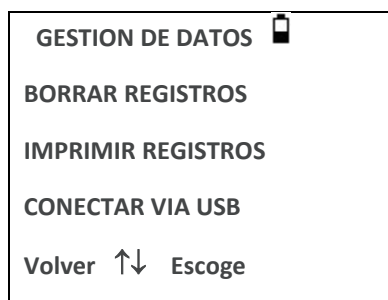 GESTION DE DATOS
BORRAR REGISTROS
IMPRIMIR REGISTROS
CONECTAR VIA USB
Volver ↑↓ Escoge